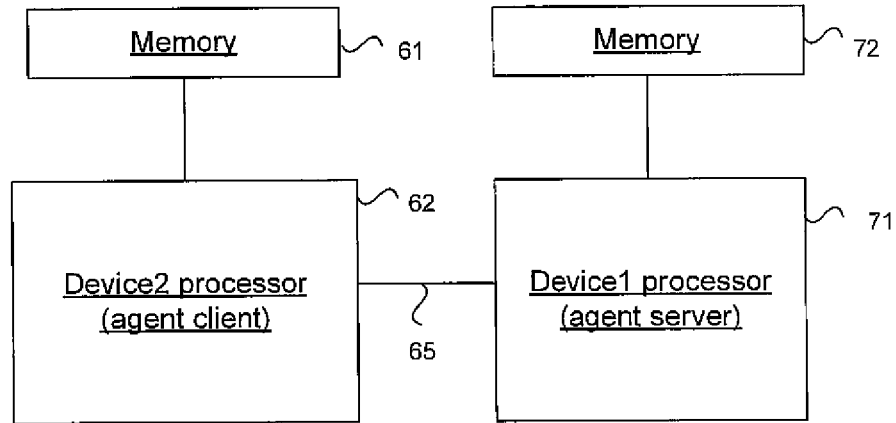 Memory
61
Memory
72
62
71
Device2 processor
(agent client)
65
Device1 processor
(agent server)